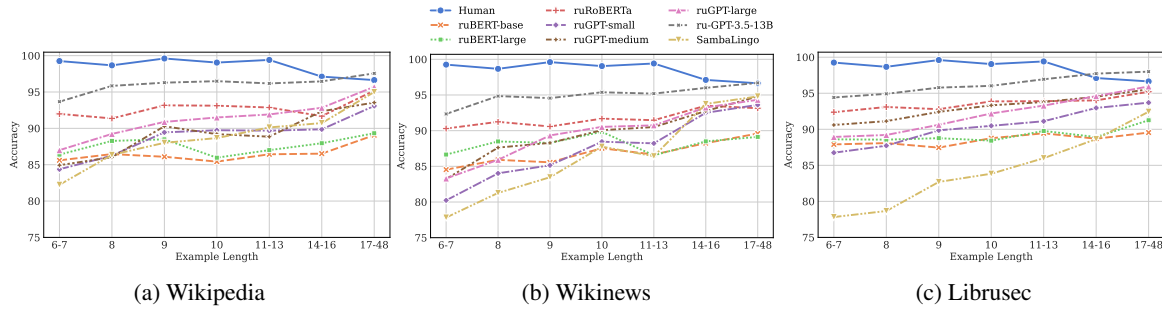 Human ruRoBERTa ruGPT-large
ruBERT-base ruGPT-small ru-GPT-3.5-13B
ruBERT-large ruGPT-medium SambaLingo
100
95
90
85
80
75
Accuracy
6-7 8 9 10 11-13 14-16 17-48
Example Length
(a) Wikipedia
100
95
90
85
80
75
Accuracy
6-7 8 9 10 11-13 14-16 17-48
Example Length
(b) Wikinews
100
95
90
85
80
75
Accuracy
6-7 8 9 10 11-13 14-16 17-48
Example Length
(c) Librusec